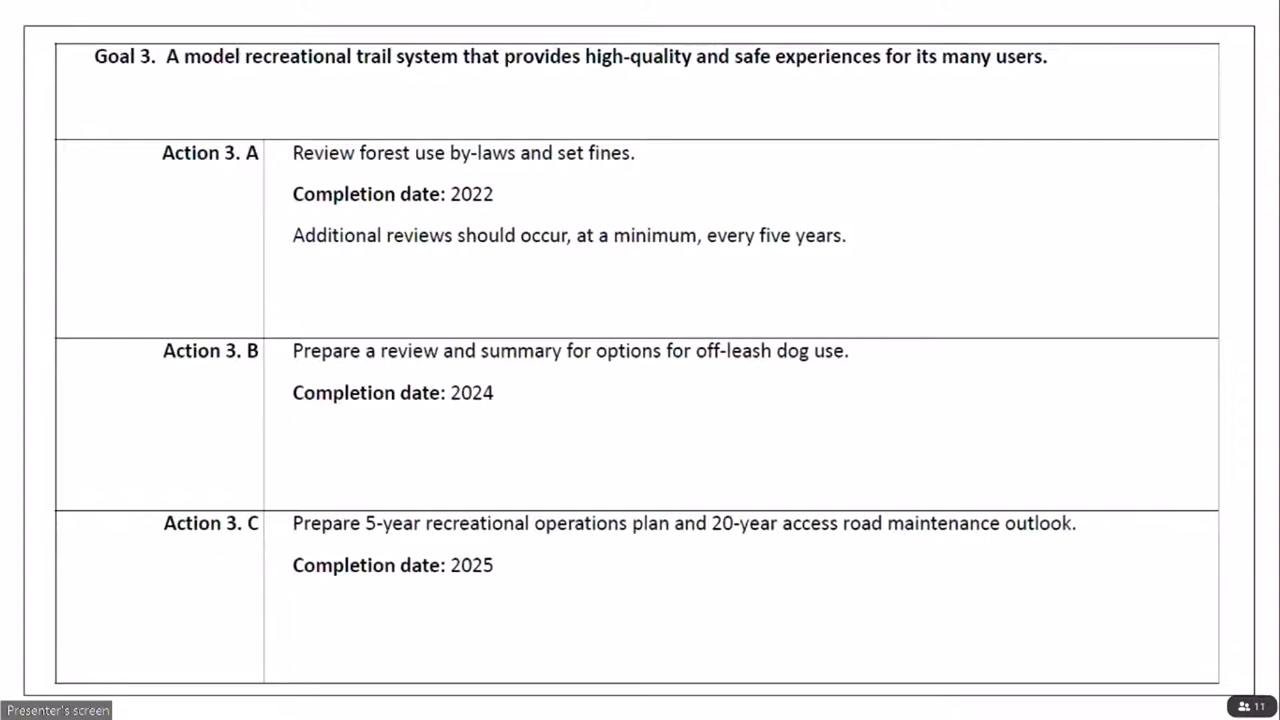 Goal 3. A model recreational trail system that provides high-quality and safe experiences for its many users.
Action 3. A
Review forest use by-laws and set fines.
Completion date: 2022
Additional reviews should occur, at a minimum, every five years.
Action 3. B
Prepare a review and summary for options for off-leash dog use.
Completion date: 2024
Action 3. C
Prepare 5-year recreational operations plan and 20-year access road maintenance outlook.
Completion date: 2025
Presenter's screen
11